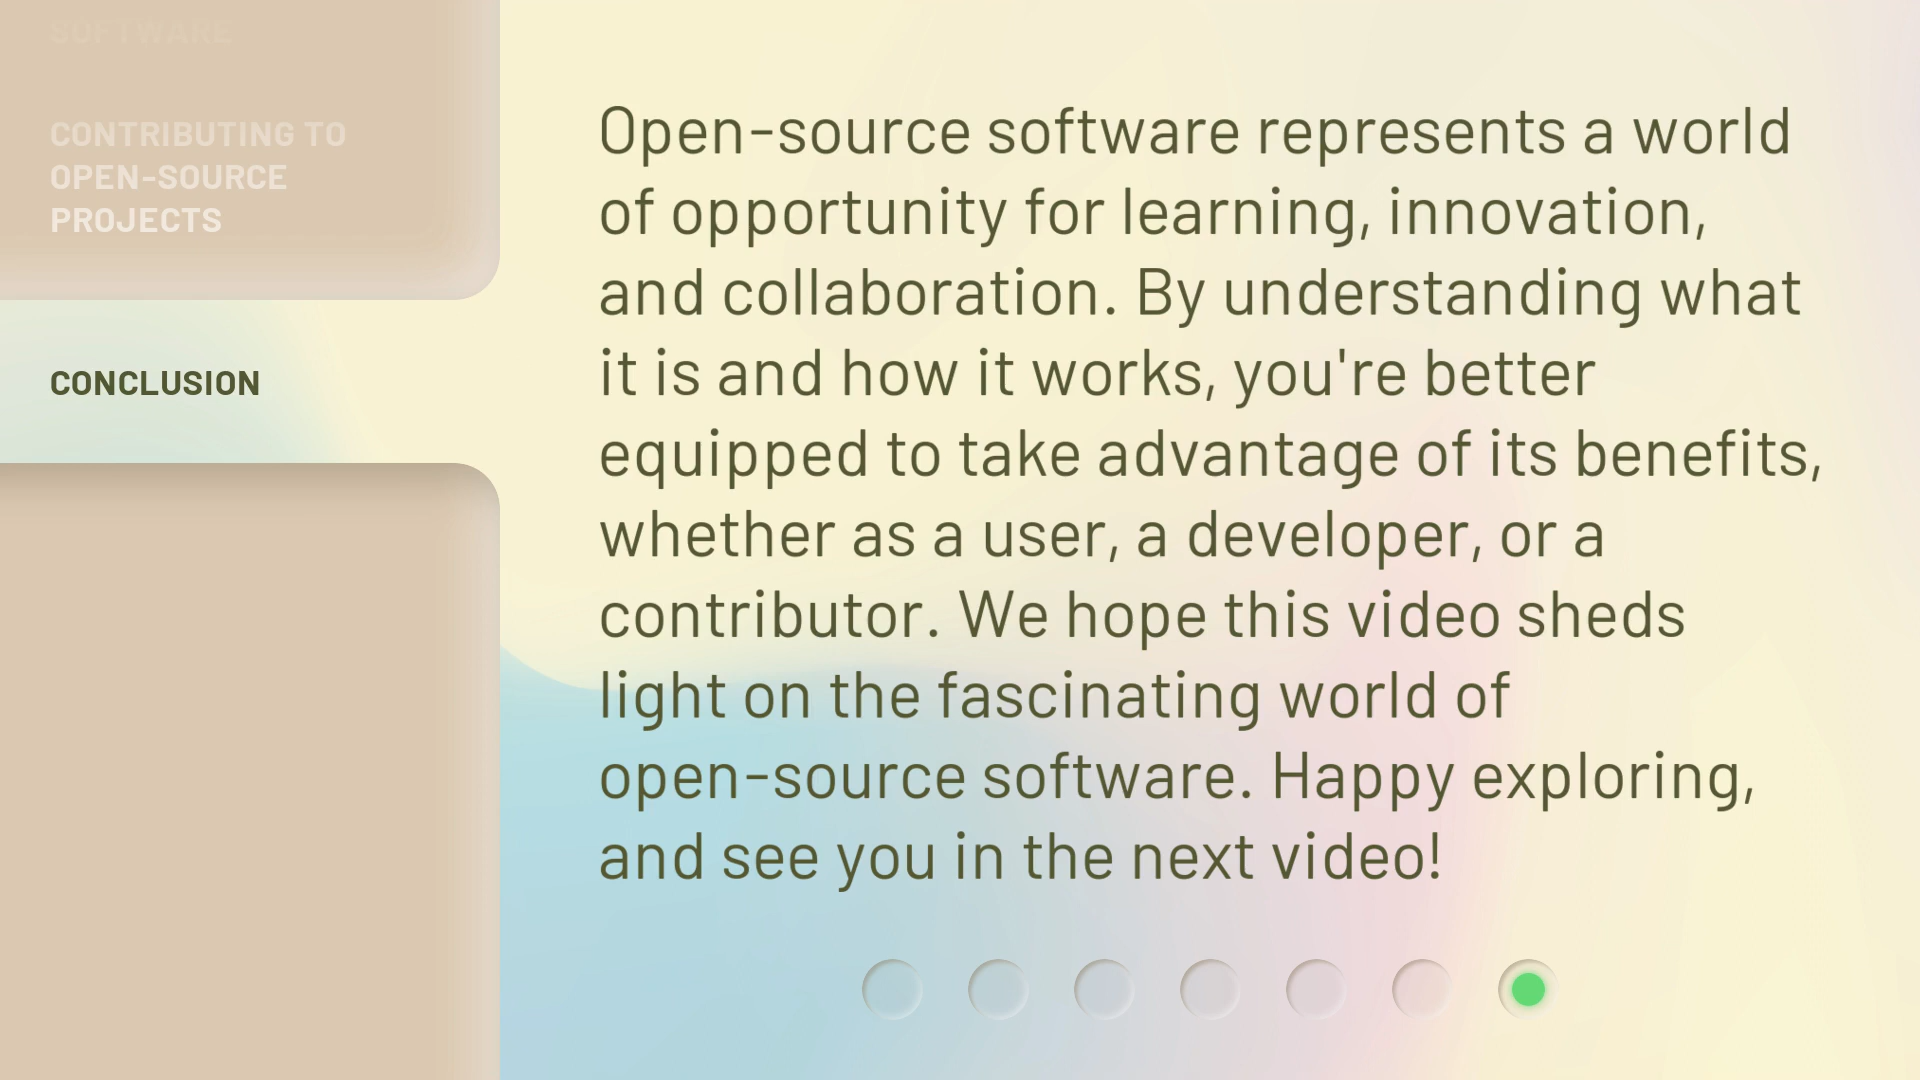 SOFTWARE
CONTRIBUTING TO
OPEN-SOURCE
PROJECTS
CONCLUSION
Open-source software represents a world
of opportunity for learning, innovation,
and collaboration. By understanding what
it is and how it works, you're better
equipped to take advantage of its benefits,
whether as a user, a developer, or a
contributor. We hope this video sheds
light on the fascinating world of
open-source software. Happy exploring,
and see you in the next video!